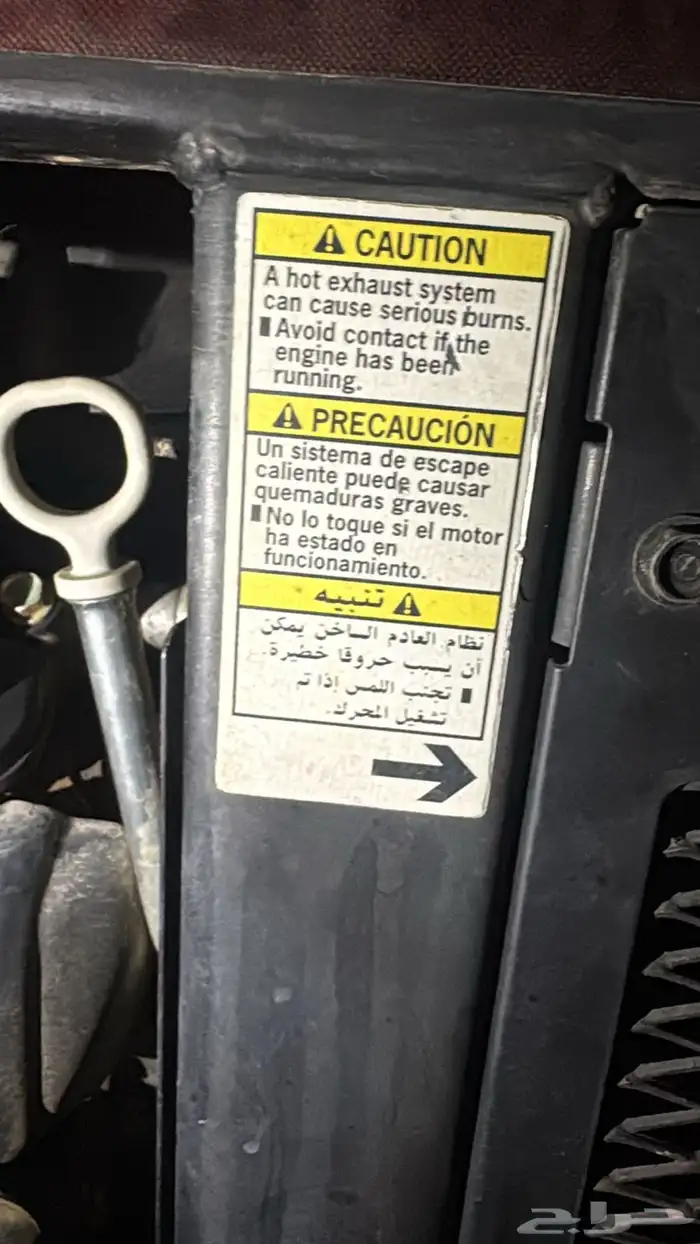 CAUTION
A hot exhaust system
can cause serious burns.
Avoid contact if the
engine has been
running.
PRECAUCIÓN
Un sistema de escape
caliente puede causar
quemaduras graves.
No lo toque si el motor
ha estado en
funcionamiento.
تنبيه
نظام العادم الساخن يمكن
أن يسبب حروقا خطيرة.
تجنب اللمس إذا تم
تشغيل المحرك.
حراج